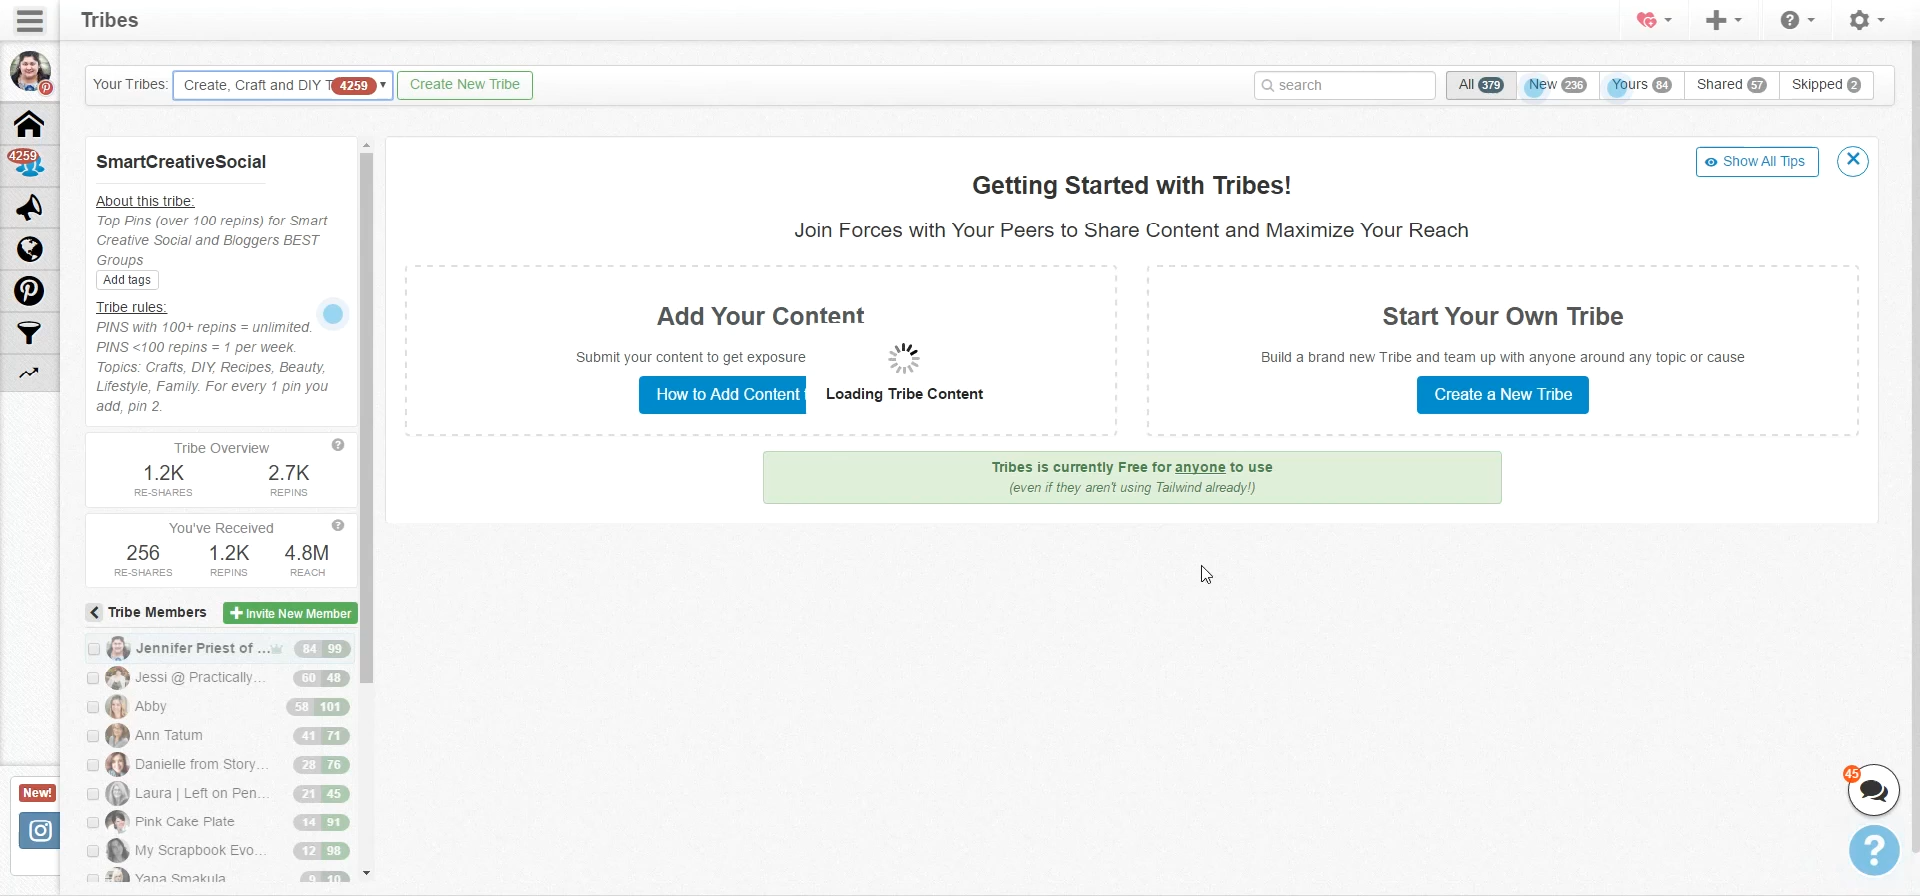 Tribes
Your Tribes: Create, Craft and DIY T 4259 Create New Tribe
search
All 379 New 236 Yours 84 Shared 57 Skipped 2
4259
SmartCreativeSocial
About this tribe:
Top Pins (over 100 repins) for Smart
Creative Social and Bloggers BEST
Groups
Add tags
Tribe rules:
PINS with 100+ repins = unlimited.
PINS <100 repins = 1 per week.
Topics: Crafts, DIY, Recipes, Beauty,
Lifestyle, Family. For every 1 pin you
add, pin 2.
Tribe Overview ?
1.2K 2.7K
RE-SHARES REPINS
You've Received ?
256 1.2K 4.8M
RE-SHARES REPINS REACH
Tribe Members + Invite New Member
Jennifer Priest of ... 84 99
Jessi @ Practically... 60 48
Abby 58 101
Ann Tatum 41 71
Danielle from Story... 28 76
Laura | Left on Pen... 21 45
Pink Cake Plate 14 91
My Scrapbook Evo... 12 98
Yana Smakula 9 10
Show All Tips
Getting Started with Tribes!
Join Forces with Your Peers to Share Content and Maximize Your Reach
Add Your Content
Submit your content to get exposure
How to Add Content
Loading Tribe Content
Start Your Own Tribe
Build a brand new Tribe and team up with anyone around any topic or cause
Create a New Tribe
Tribes is currently Free for anyone to use
(even if they aren't using Tailwind already!)
New!
45
?